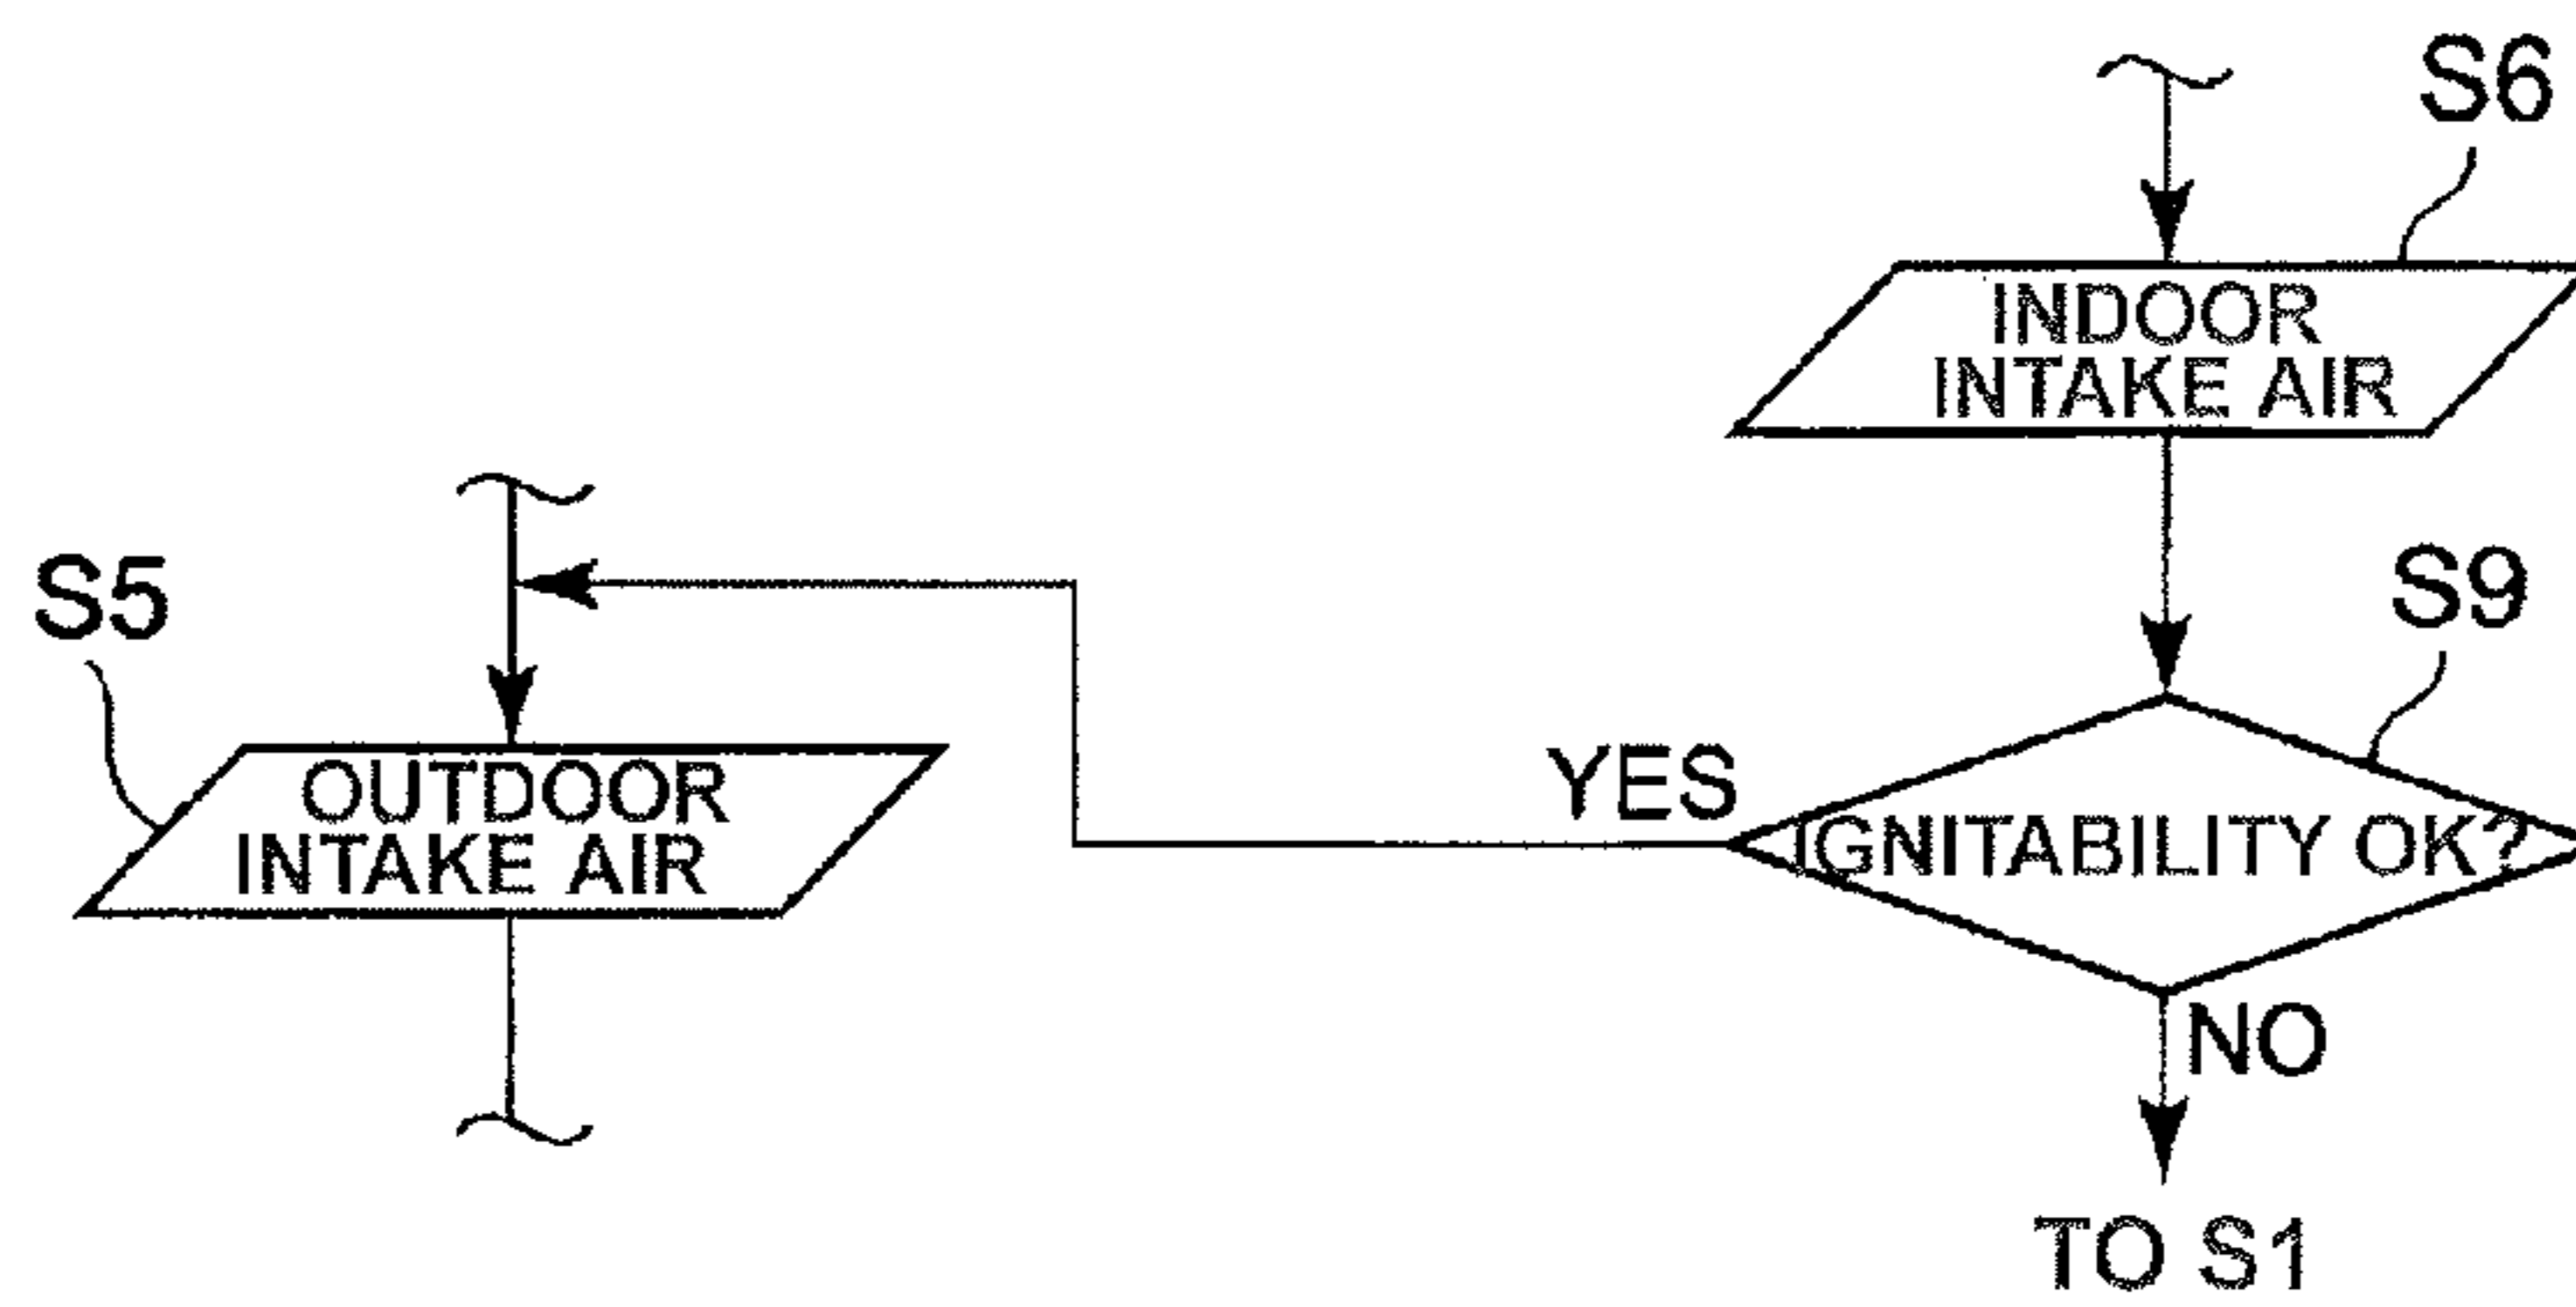 S6
INDOOR
INTAKE AIR
S5
S9
OUTDOOR
INTAKE AIR
YES
IGNITABILITY OK?
NO
TO S1